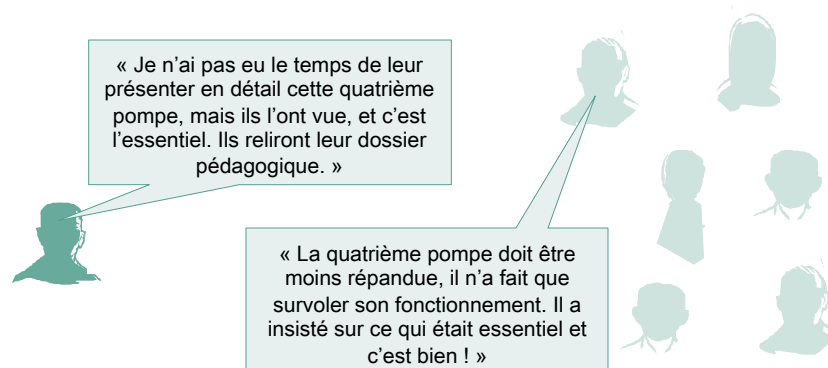 « Je n’ai pas eu le temps de leur
présenter en détail cette quatrième
pompe, mais ils l’ont vue, et c’est
l’essentiel. Ils reliront leur dossier
pédagogique. »
« La quatrième pompe doit être
moins répandue, il n’a fait que
survoler son fonctionnement. Il a
insisté sur ce qui était essentiel et
c’est bien ! »